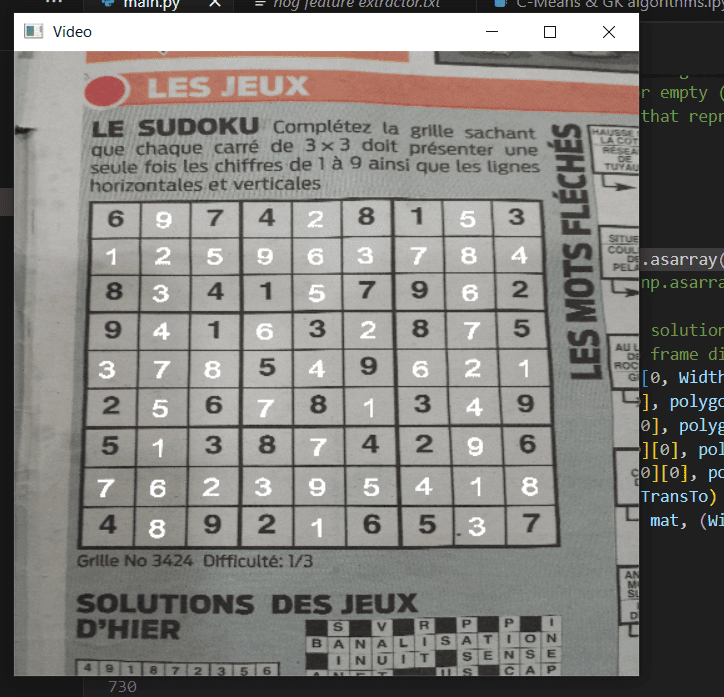 main.py
hog feature extractor.txt
C-Means & GK algorithms.ipy
Video
LES JEUX
LE SUDOKU Complétez la grille sachant
que chaque carré de 3 x 3 doit présenter une
seule fois les chiffres de 1 à 9 ainsi que les lignes
horizontales et verticales
6 9 7 4 2 8 1 5 3
1 2 5 9 6 3 7 8 4
8 3 4 1 5 7 9 6 2
9 4 1 6 3 2 8 7 5
3 7 8 5 4 9 6 2 1
2 5 6 7 8 1 3 4 9
5 1 3 8 7 4 2 9 6
7 6 2 3 9 5 4 1 8
4 8 9 2 1 6 5 3 7
Grille No 3424 Difficulté: 1/3
SOLUTIONS DES JEUX
D'HIER
4 9 1 8 7 2 3 5 6
S V R P P I
B A N A L I S A T I O N
I N U I T S E N S E
U S C A P
LES MOTS FLÉCHÉS
HAUSSE
LA COT
RÉSEA
DE
TUYAU
SITUE
COUL
DE
PELA
AU L
DE
ROC
G
r empty (
that repr
.asarray(
np.asarra
solution
frame di
[0, Width
], polygo
0], polyg
][0], pol
0][0], po
TransTo)
mat, (Wi
730